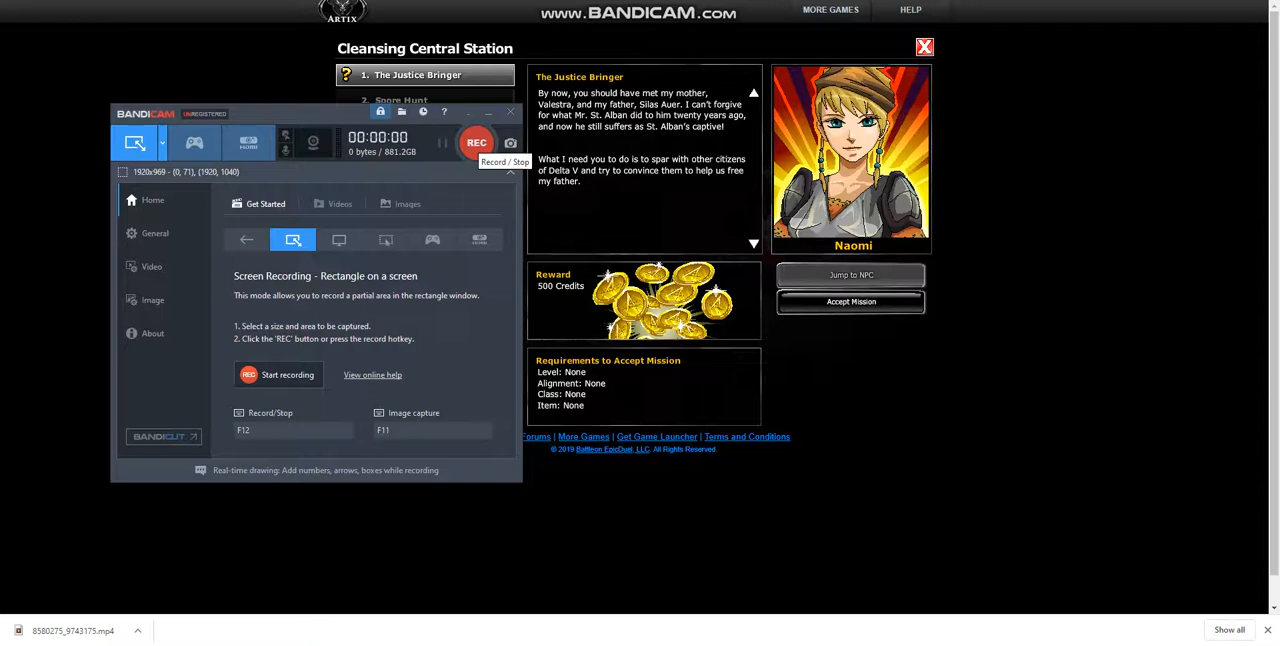 ARTIX
www.BANDICAM.com
MORE GAMES
HELP
Cleansing Central Station
? 1. The Justice Bringer
2. Spore Hunt
The Justice Bringer
By now, you should have met my mother,
Valestra, and my father, Silas Auer. I can't forgive
for what Mr. St. Alban did to him twenty years ago,
and now he still suffers as St. Alban's captive!
What I need you to do is to spar with other citizens
of Delta V and try to convince them to help us free
my father.
X
Naomi
Jump to NPC
Accept Mission
Reward
500 Credits
Requirements to Accept Mission
Level: None
Alignment: None
Class: None
Item: None
Forums | More Games | Get Game Launcher | Terms and Conditions
© 2019 Battleon EpicDuel, LLC. All Rights Reserved.
BANDICAM UNREGISTERED
?
HDMI
00:00:00
0 bytes / 881.2GB
REC
Record / Stop
1920x969 - (0, 71), (1920, 1040)
Home
General
Video
Image
About
BANDICUT
Get Started
Videos
Images
Screen Recording - Rectangle on a screen
This mode allows you to record a partial area in the rectangle window.
1. Select a size and area to be captured.
2. Click the 'REC' button or press the record hotkey.
REC Start recording
View online help
Record/Stop
F12
Image capture
F11
Real-time drawing: Add numbers, arrows, boxes while recording
8580275_9743175.mp4
Show all